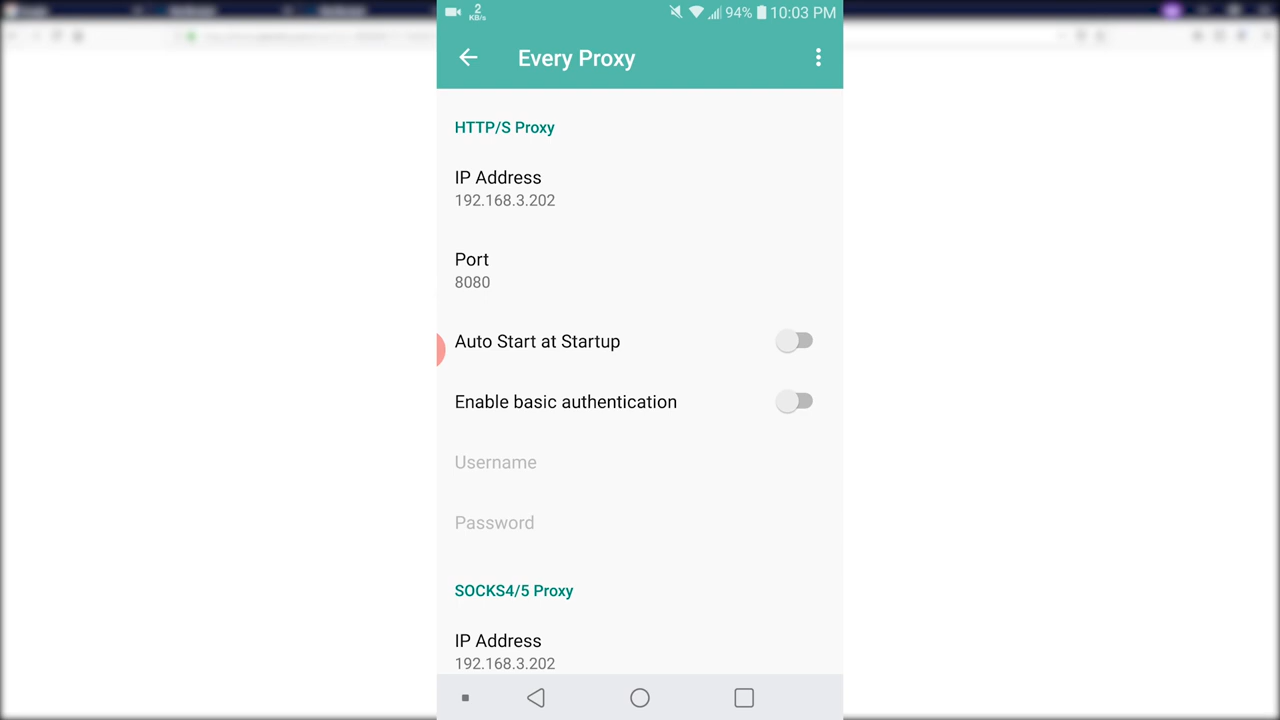 2
KB/s
94%
10:03 PM
Every Proxy
HTTP/S Proxy
IP Address
192.168.3.202
Port
8080
Auto Start at Startup
Enable basic authentication
Username
Password
SOCKS4/5 Proxy
IP Address
192.168.3.202